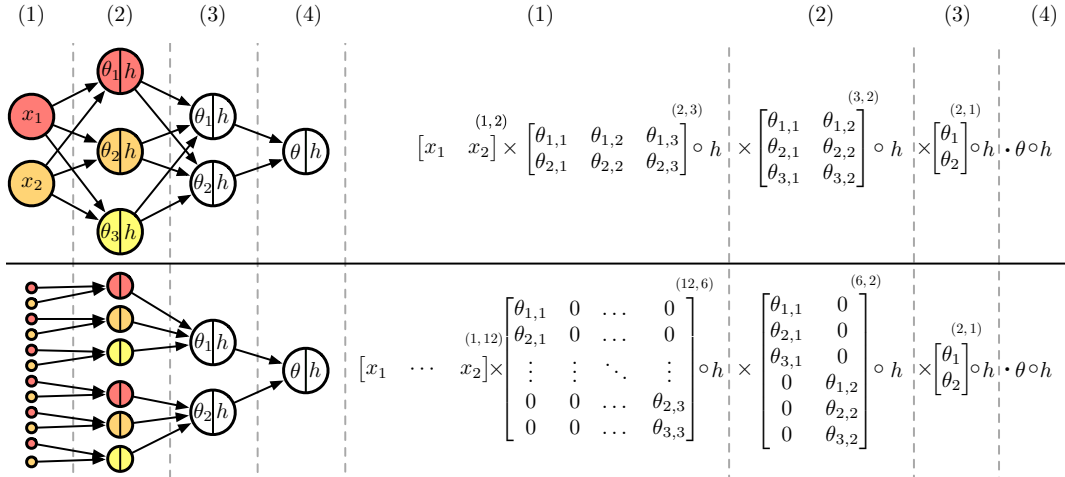 (1) (2) (3) (4) (1) (2) (3) (4)
θ₁ h
x₁
θ₁ h
θ₂ h
θ h
x₂
θ₂ h
θ₃ h
[x₁ x₂]^(1,2) × [θ₁,₁ θ₁,₂ θ₁,₃; θ₂,₁ θ₂,₂ θ₂,₃]^(2,3) ∘ h × [θ₁,₁ θ₁,₂; θ₂,₁ θ₂,₂; θ₃,₁ θ₃,₂]^(3,2) ∘ h × [θ₁; θ₂]^(2,1) ∘ h · θ ∘ h
θ₁ h
θ h
θ₂ h
[x₁ ⋯ x₂]^(1,12) × [θ₁,₁ 0 … 0; θ₂,₁ 0 … 0; ⋮ ⋮ ⋱ ⋮; 0 0 … θ₂,₃; 0 0 … θ₃,₃]^(12,6) ∘ h × [θ₁,₁ 0; θ₂,₁ 0; θ₃,₁ 0; 0 θ₁,₂; 0 θ₂,₂; 0 θ₃,₂]^(6,2) ∘ h × [θ₁; θ₂]^(2,1) ∘ h · θ ∘ h